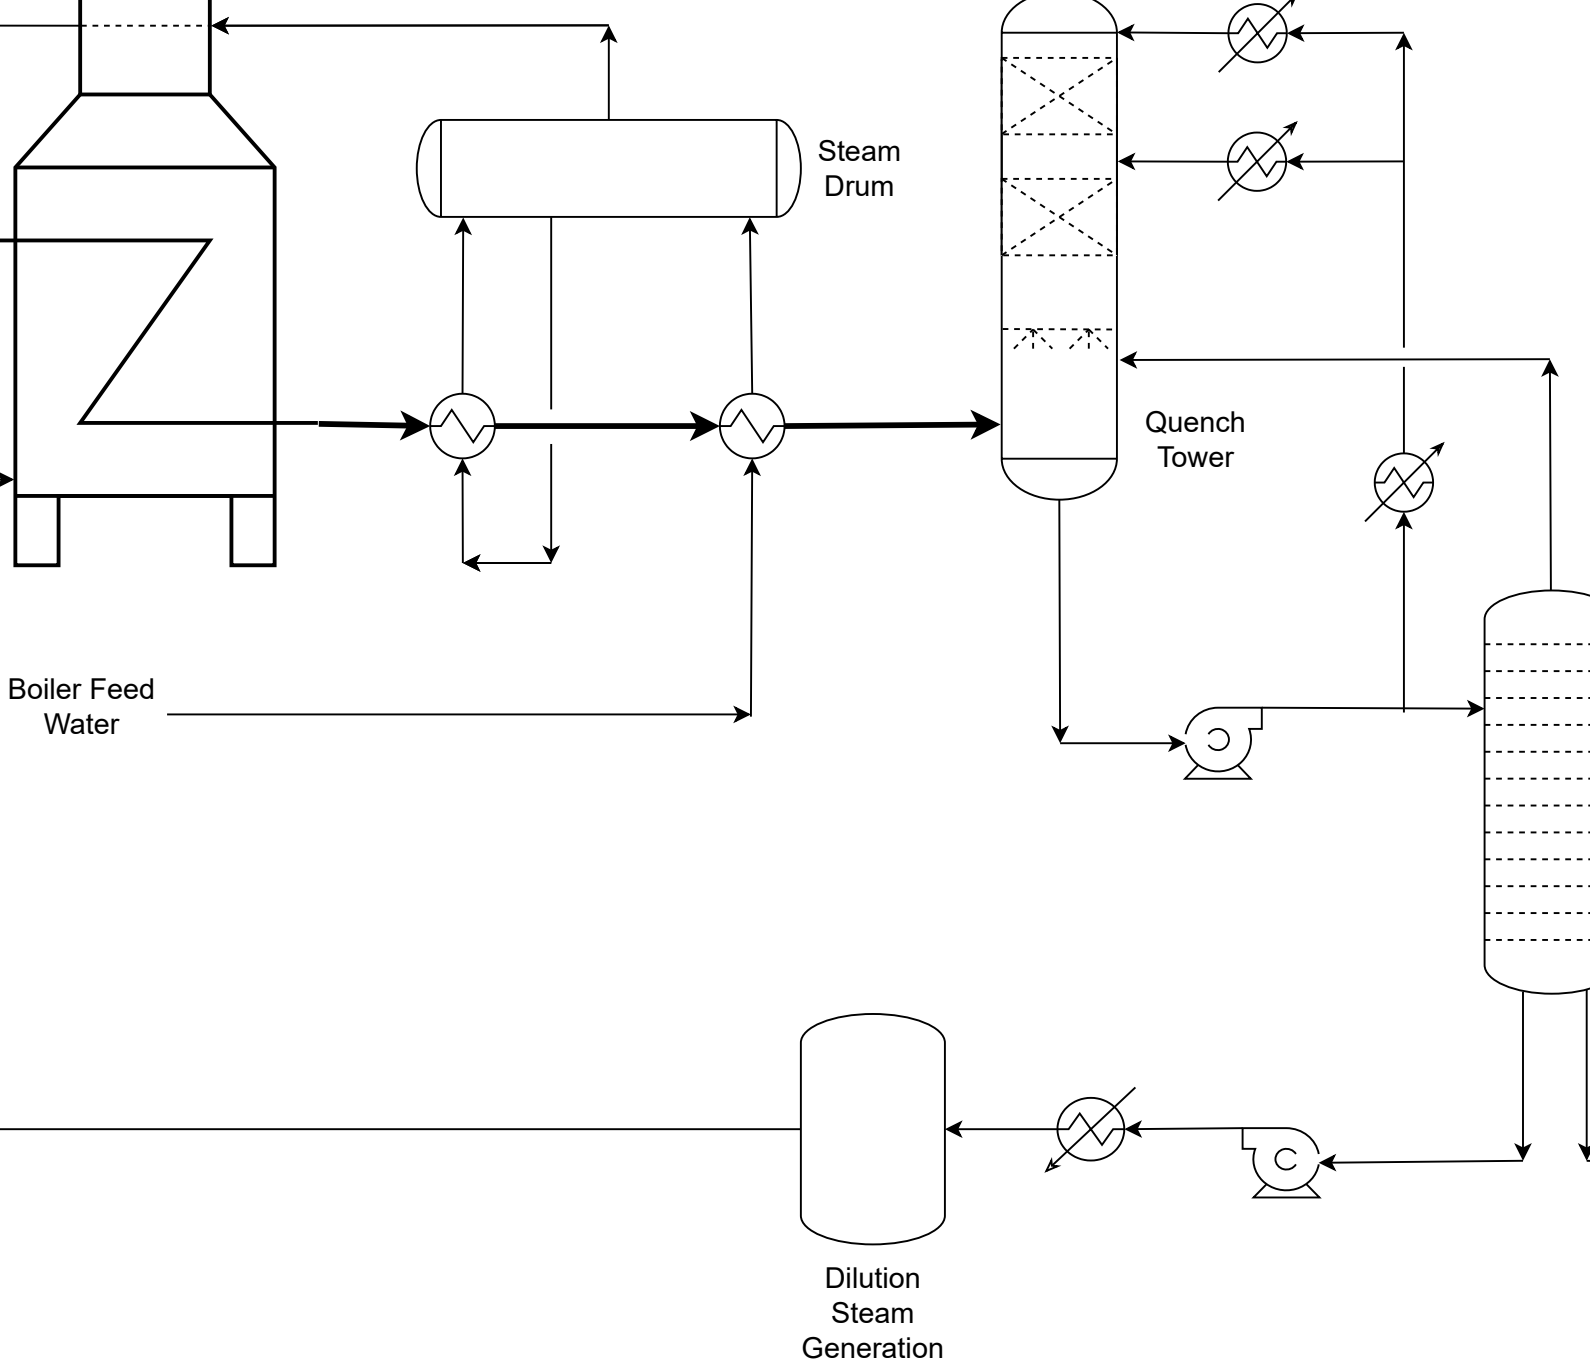 Steam
Drum
Quench
Tower
Boiler Feed
Water
Dilution
Steam
Generation